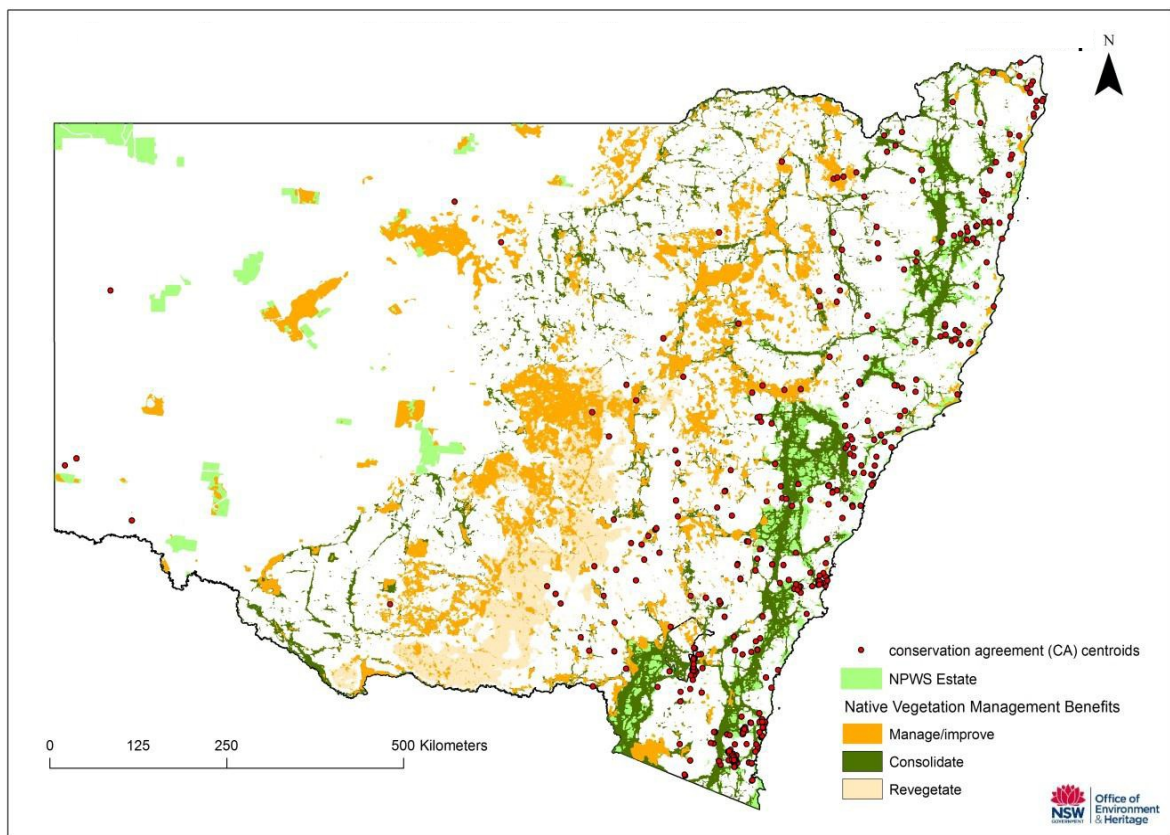 N
conservation agreement (CA) centroids
NPWS Estate
Native Vegetation Management Benefits
Manage/improve
Consolidate
Revegetate
0 125 250 500 Kilometers
NSW
GOVERNMENT
Office of
Environment
& Heritage